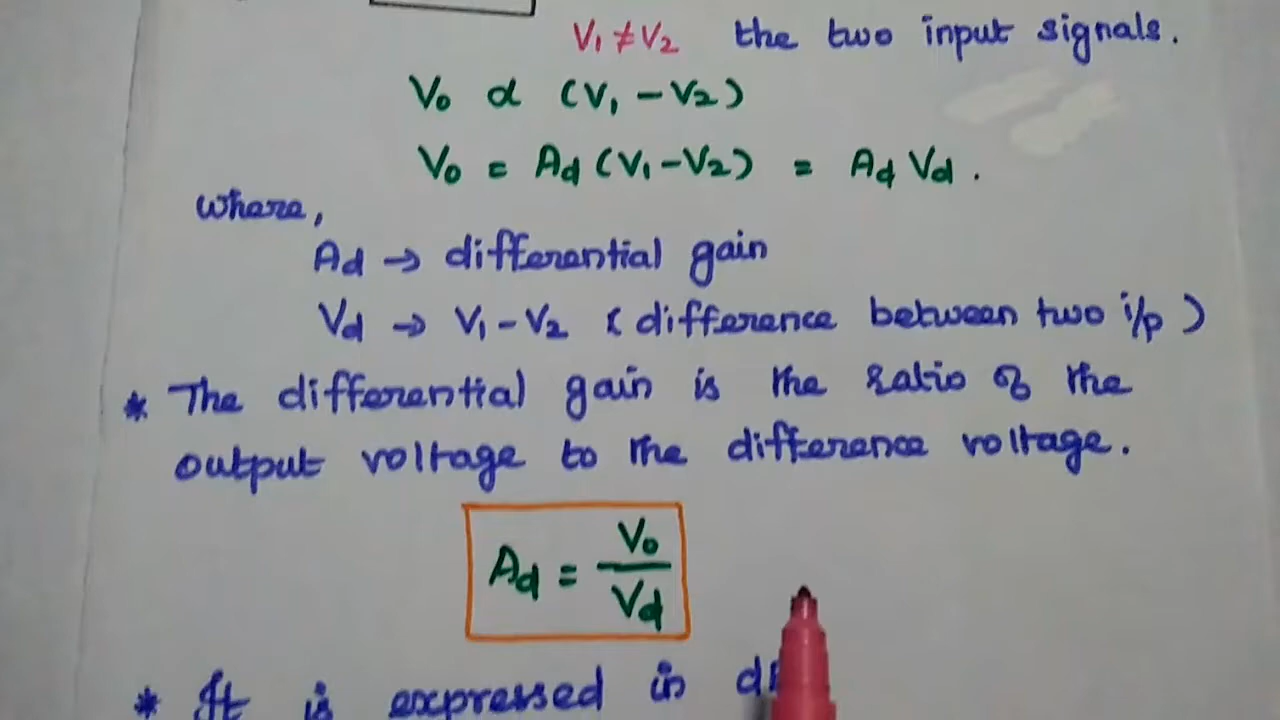 V₁ ≠ V₂ the two input signals.
V₀ α (V₁ - V₂)
V₀ = Ad (V₁ - V₂) = Ad Vd.
where,
Ad → differential gain
Vd → V₁ - V₂ (difference between two i/p)
* The differential gain is the ratio of the
output voltage to the difference voltage.
Ad = V₀ / Vd
* It is expressed in